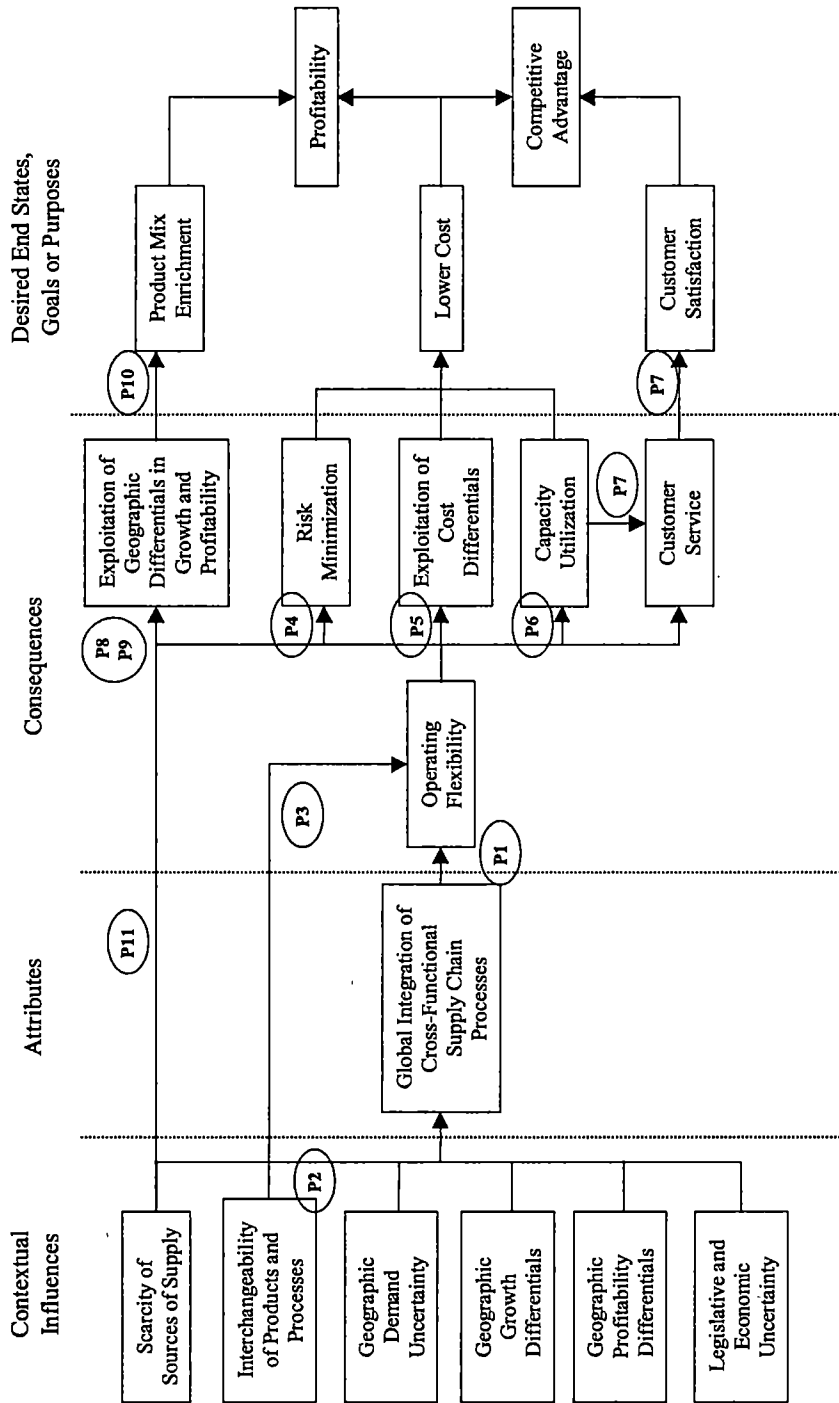 Contextual
Influences
Attributes
Consequences
Desired End States,
Goals or Purposes
Scarcity of
Sources of Supply
Interchangeability
of Products and
Processes
Geographic
Demand
Uncertainty
Geographic
Growth
Differentials
Geographic
Profitability
Differentials
Legislative and
Economic
Uncertainty
P2
P11
Global Integration of
Cross-Functional
Supply Chain
Processes
P1
P3
Operating
Flexibility
P8
P9
P4
P5
P6
Exploitation of
Geographic
Differentials in
Growth and
Profitability
Risk
Minimization
Exploitation of
Cost
Differentials
Capacity
Utilization
P7
Customer
Service
P10
P7
Product Mix
Enrichment
Lower Cost
Customer
Satisfaction
Profitability
Competitive
Advantage